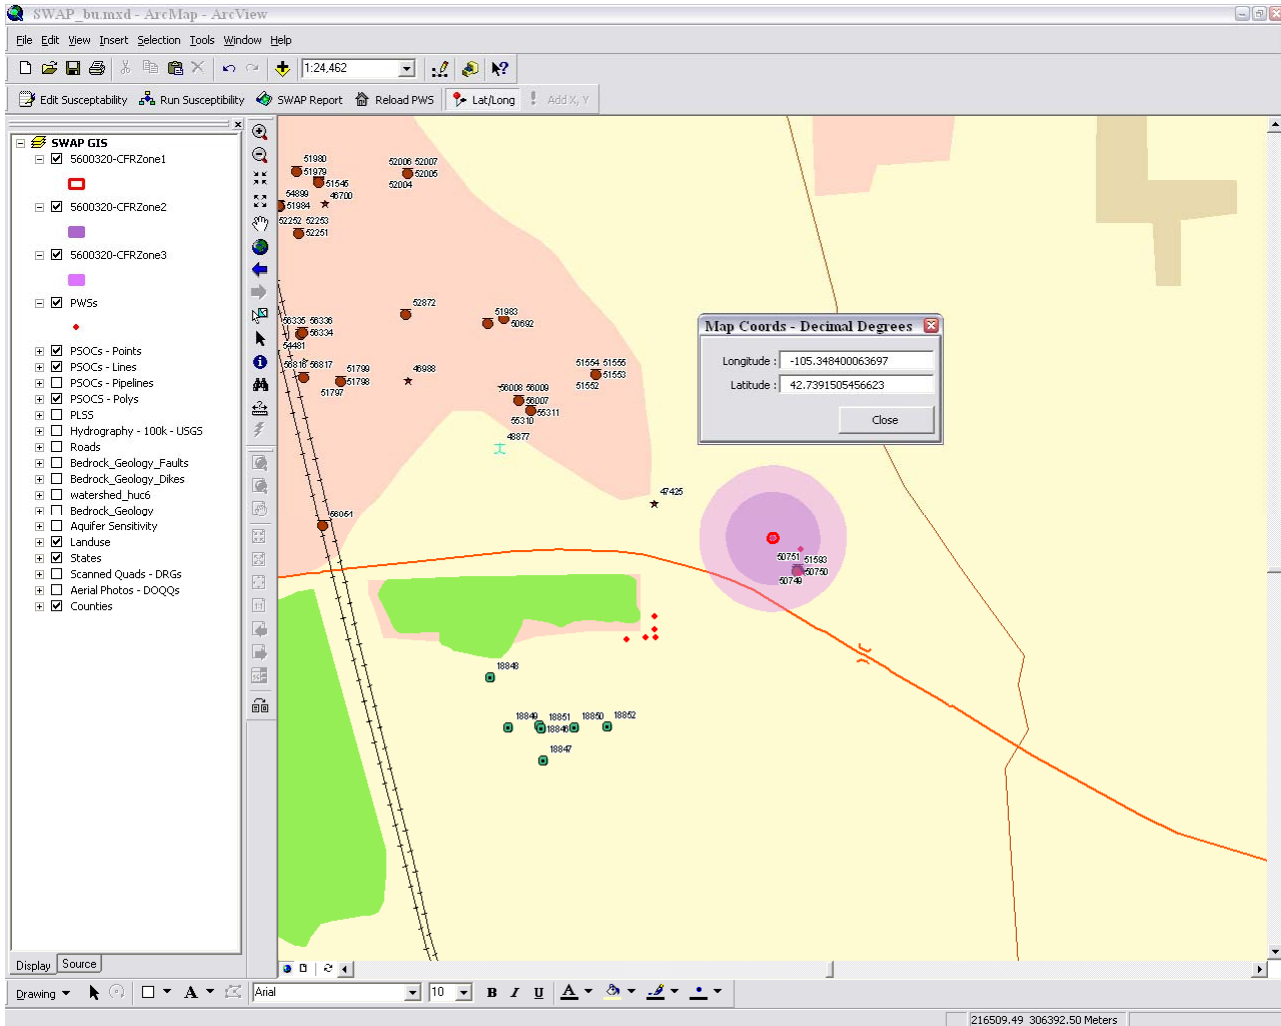 SWAP_bu.mxd - ArcMap - ArcView
File Edit View Insert Selection Tools Window Help
1:24,462
Edit Susceptability Run Susceptibility SWAP Report Reload PWS Lat/Long Add X, Y
SWAP GIS
5600320-CFRZone1
5600320-CFRZone2
5600320-CFRZone3
PWSs
PSOCs - Points
PSOCs - Lines
PSOCs - Pipelines
PSOCS - Polys
PLSS
Hydrography - 100k - USGS
Roads
Bedrock_Geology_Faults
Bedrock_Geology_Dikes
watershed_huc6
Bedrock_Geology
Aquifer Sensitivity
Landuse
States
Scanned Quads - DRGs
Aerial Photos - DOQQs
Counties
Display Source
51980
51979
51546
46700
54899
51984
52252 52253
52251
52006 52007
52005
52004
52872
51983
50692
56335 56336
56334
54481
56816 56817
51799
51798
51797
46988
51554 51555
51553
51552
56008 56009
56007
55311
55310
48877
47425
56051
50751 51593
50750
50749
18848
18849 18851 18850 18852
18846
18847
Map Coords - Decimal Degrees
Longitude : -105.348400063697
Latitude : 42.7391505456623
Close
Drawing Arial 10 B I U A
216509.49 306392.50 Meters